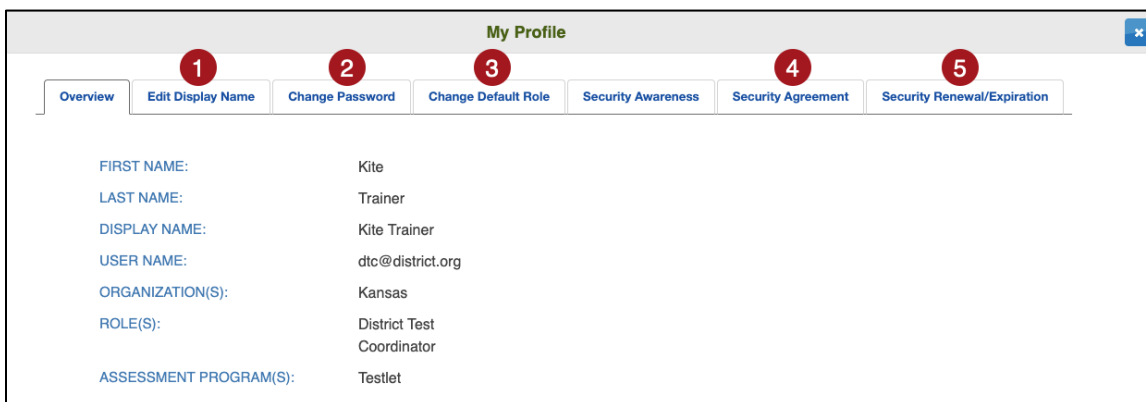 My Profile
×
1 2 3 4 5
Overview Edit Display Name Change Password Change Default Role Security Awareness Security Agreement Security Renewal/Expiration
FIRST NAME: Kite
LAST NAME: Trainer
DISPLAY NAME: Kite Trainer
USER NAME: dtc@district.org
ORGANIZATION(S): Kansas
ROLE(S): District Test
Coordinator
ASSESSMENT PROGRAM(S): Testlet